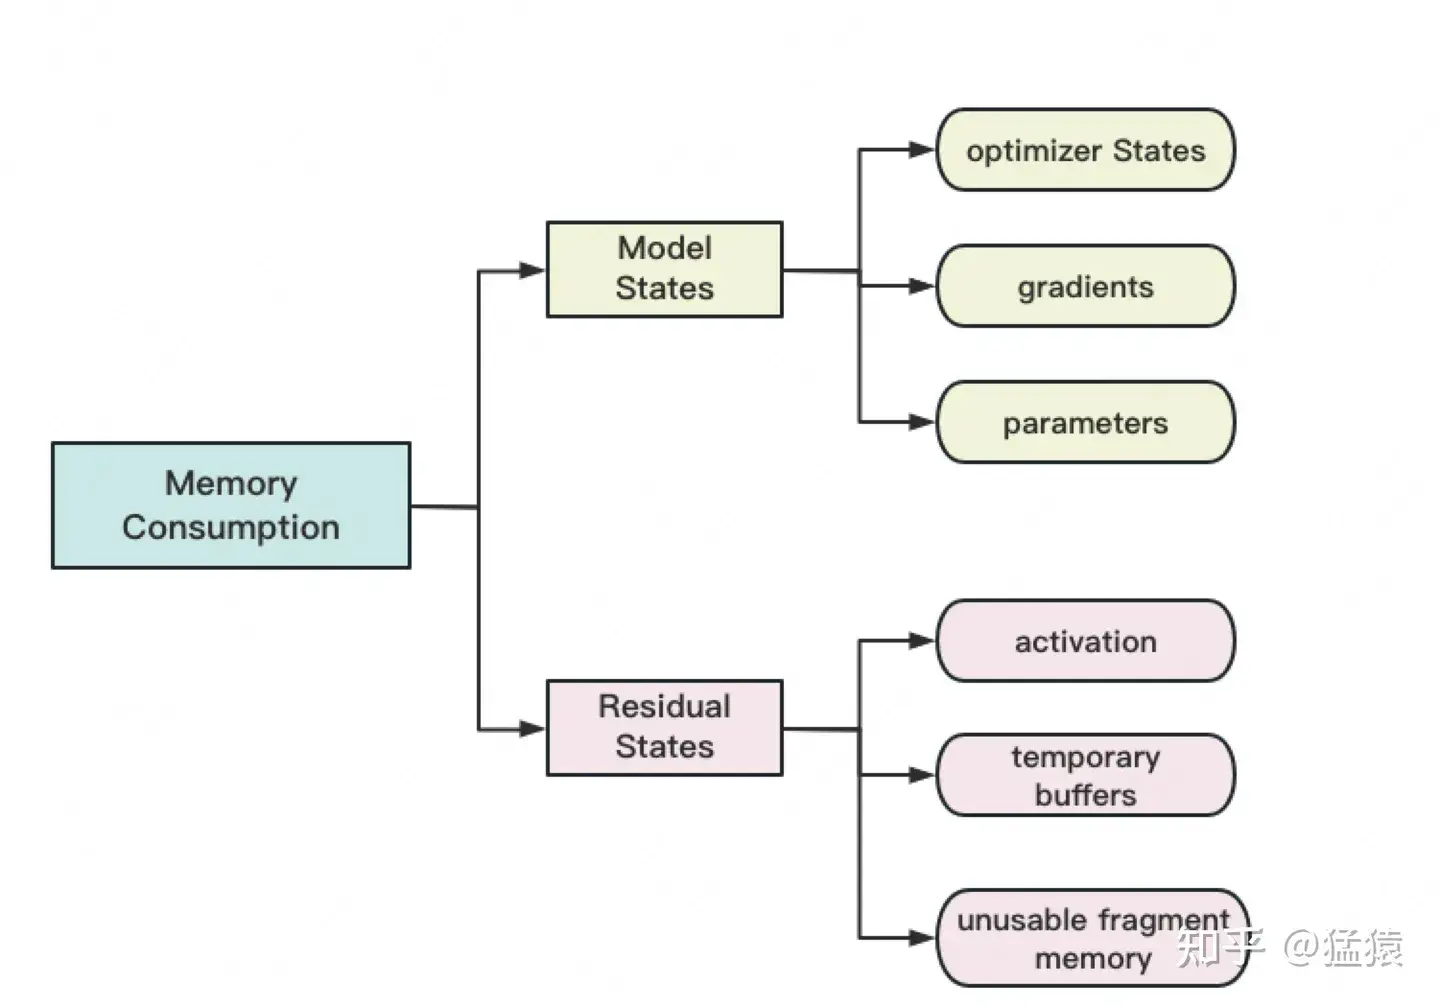 Memory
Consumption
Model
States
optimizer States
gradients
parameters
Residual
States
activation
temporary
buffers
unusable fragment
memory
知乎 @猛猿